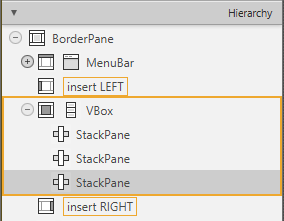 Hierarchy
BorderPane
MenuBar
insert LEFT
VBox
StackPane
StackPane
StackPane
insert RIGHT